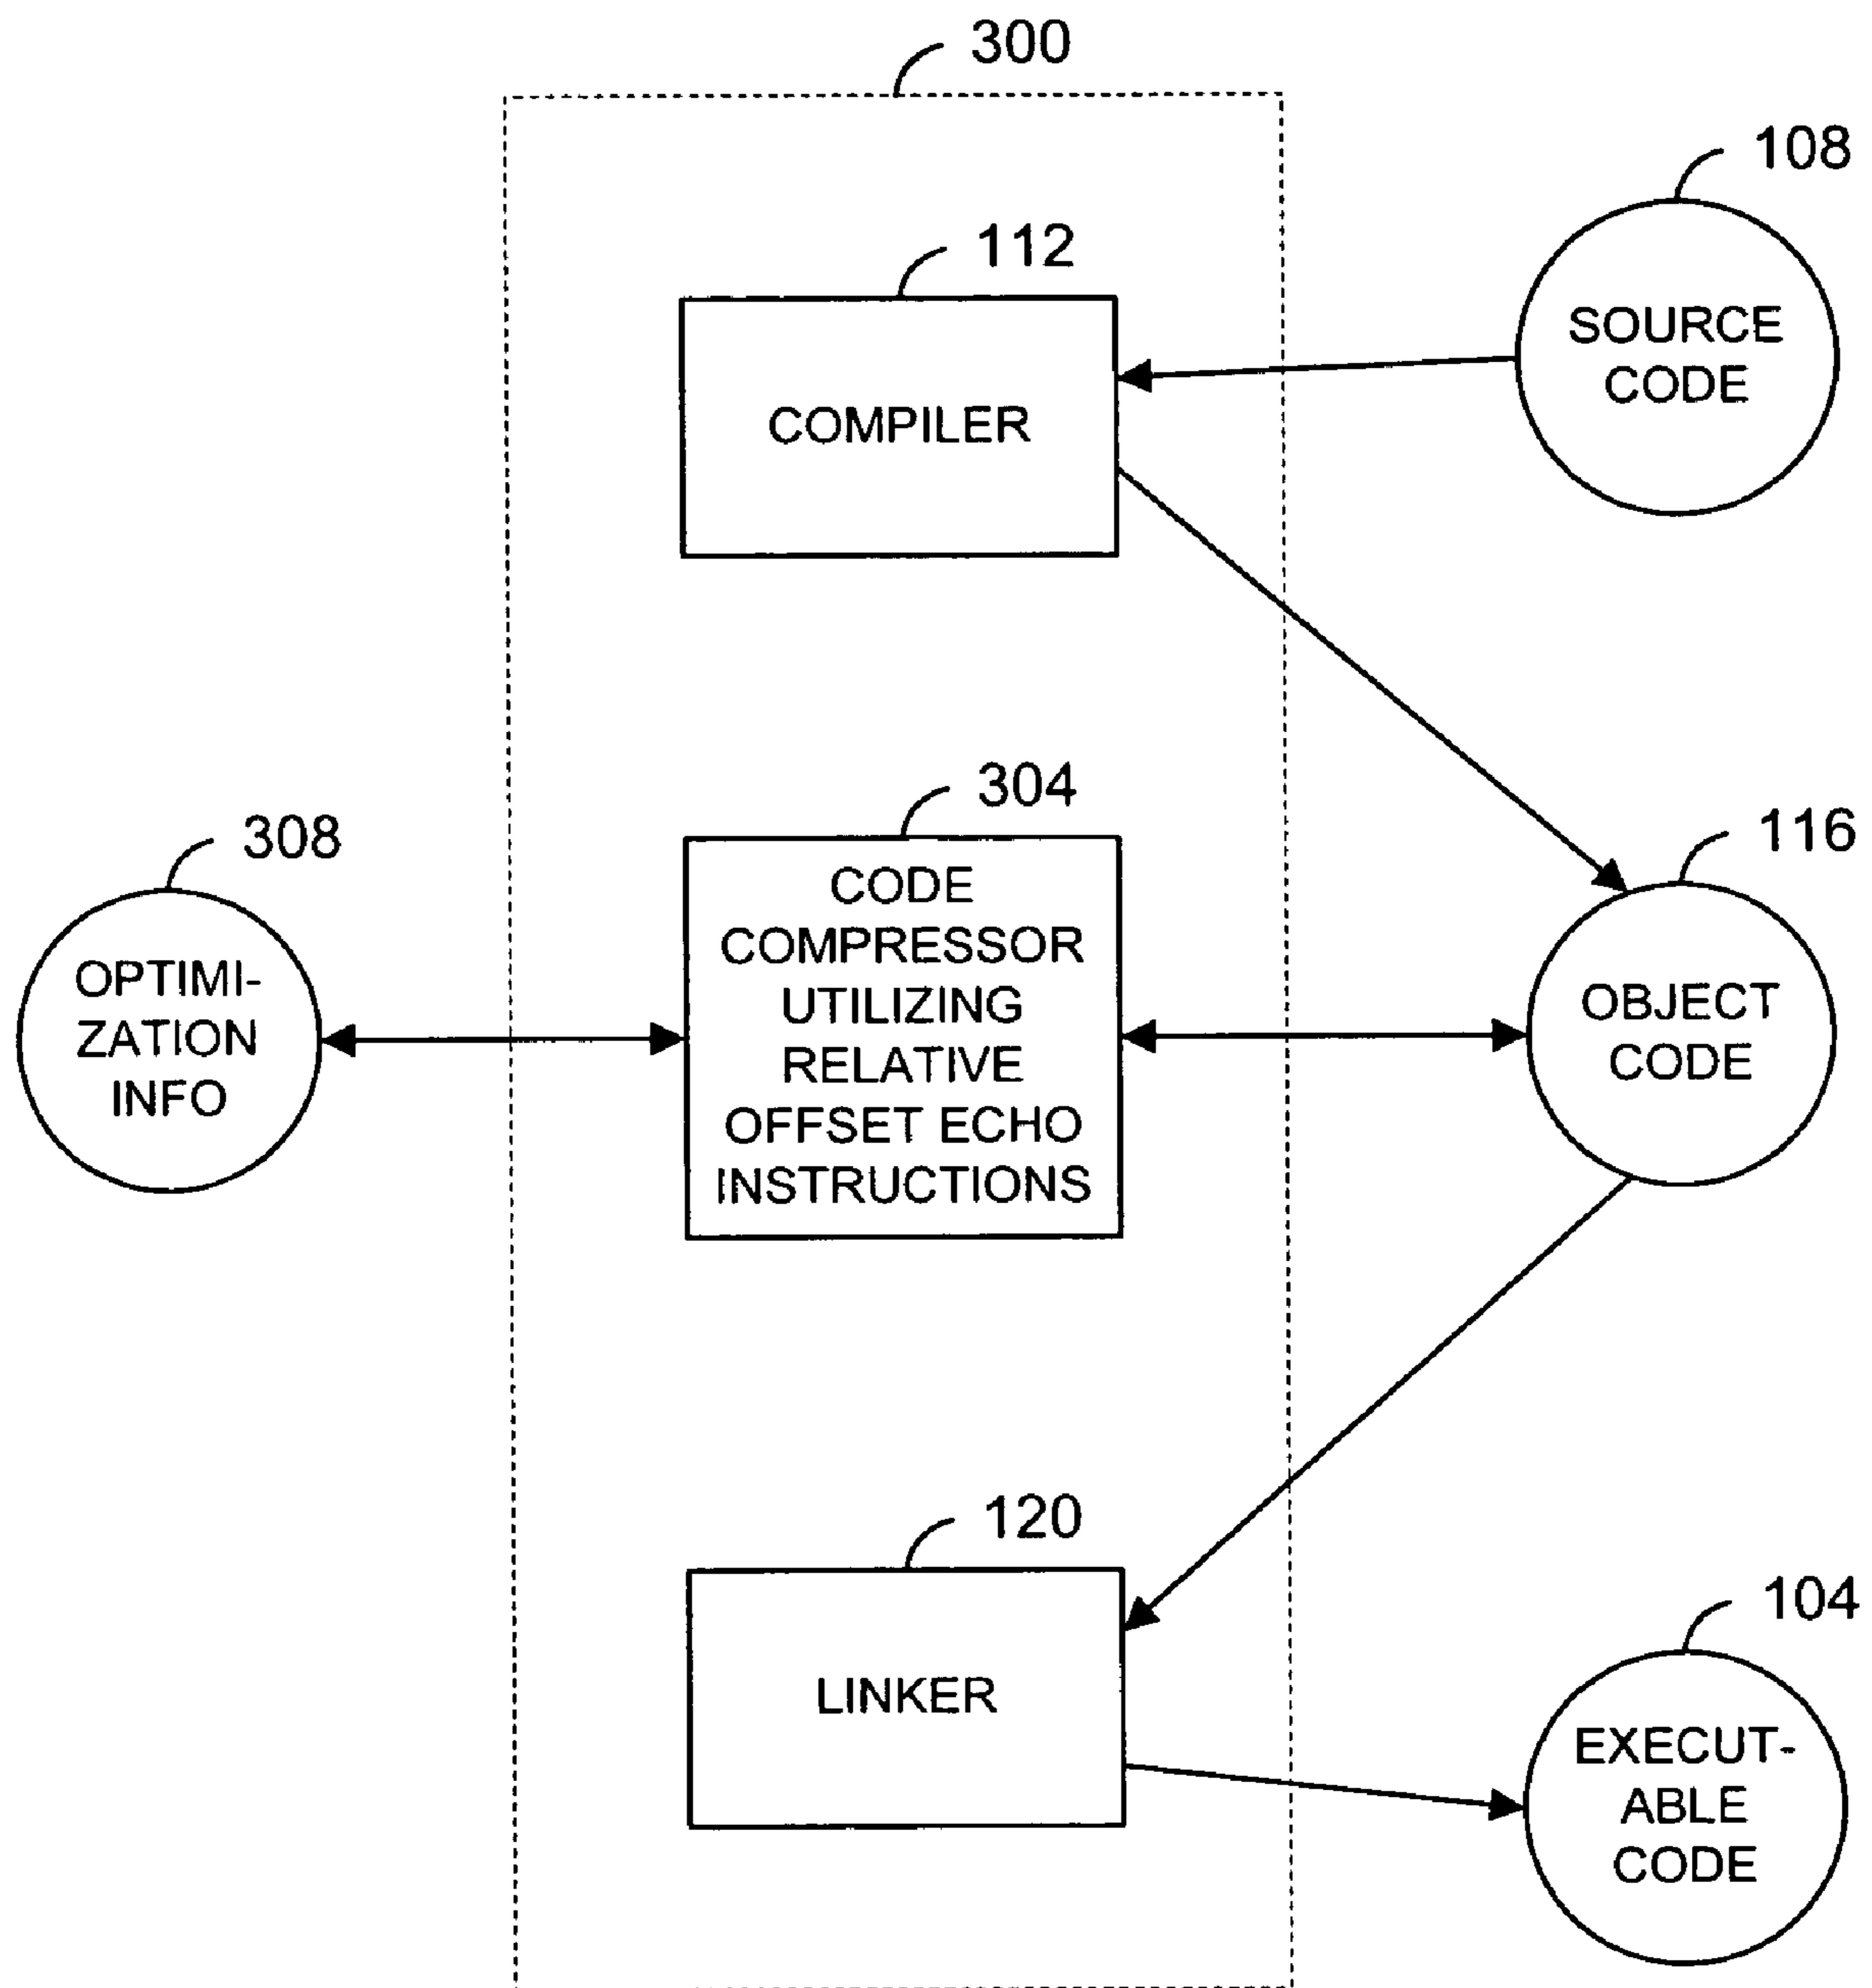 300
108
112
SOURCE
CODE
COMPILER
304
308
116
CODE
COMPRESSOR
UTILIZING
RELATIVE
OFFSET ECHO
INSTRUCTIONS
OPTIMI-
ZATION
INFO
OBJECT
CODE
120
104
LINKER
EXECUT-
ABLE
CODE